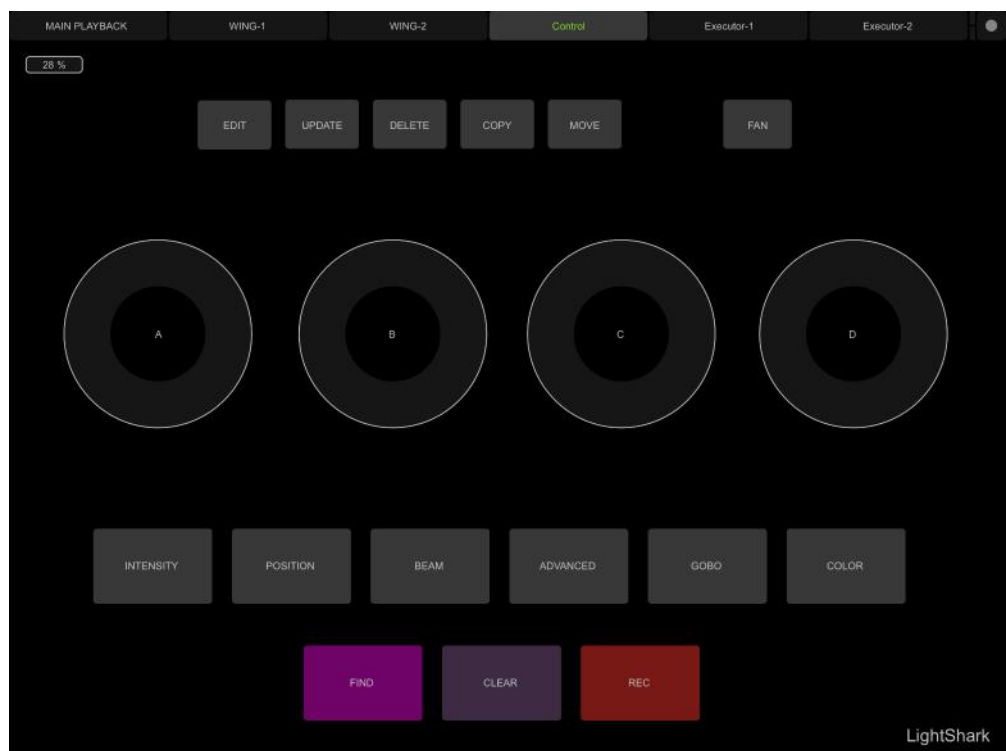 MAIN PLAYBACK WING-1 WING-2 Control Executor-1 Executor-2
28 %
EDIT UPDATE DELETE COPY MOVE FAN
A B C D
INTENSITY POSITION BEAM ADVANCED GOBO COLOR
FIND CLEAR REC
LightShark